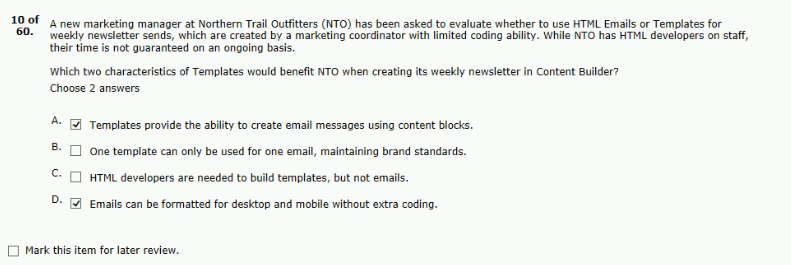 10 of
60.
A new marketing manager at Northern Trail Outfitters (NTO) has been asked to evaluate whether to use HTML Emails or Templates for
weekly newsletter sends, which are created by a marketing coordinator with limited coding ability. While NTO has HTML developers on staff,
their time is not guaranteed on an ongoing basis.
Which two characteristics of Templates would benefit NTO when creating its weekly newsletter in Content Builder?
Choose 2 answers
A. Templates provide the ability to create email messages using content blocks.
B. One template can only be used for one email, maintaining brand standards.
C. HTML developers are needed to build templates, but not emails.
D. Emails can be formatted for desktop and mobile without extra coding.
Mark this item for later review.